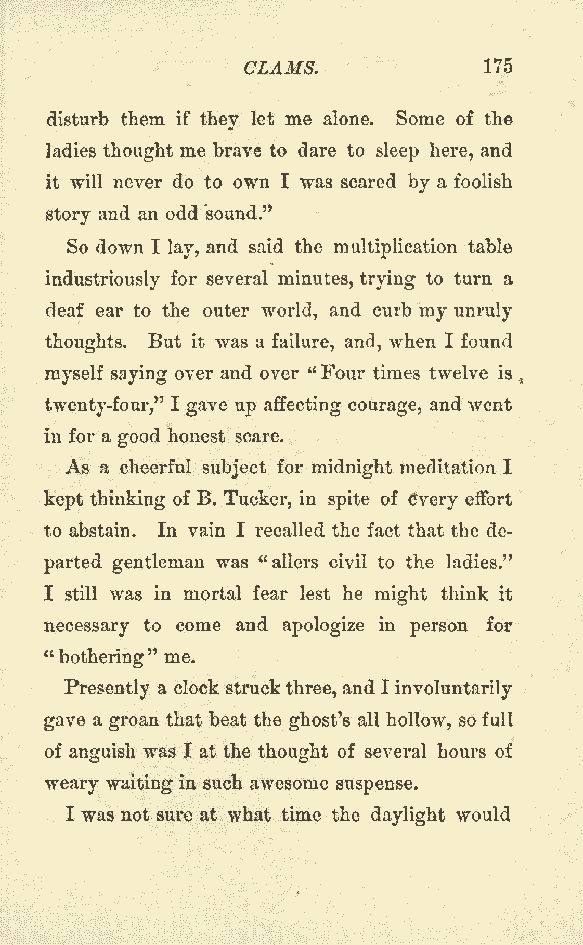 CLAMS. 175
disturb them if they let me alone. Some of the
ladies thought me brave to dare to sleep here, and
it will never do to own I was scared by a foolish
story and an odd sound.”
So down I lay, and said the multiplication table
industriously for several minutes, trying to turn a
deaf ear to the outer world, and curb my unruly
thoughts. But it was a failure, and, when I found
myself saying over and over “Four times twelve is
twenty-four,” I gave up affecting courage, and went
in for a good honest scare.
As a cheerful subject for midnight meditation I
kept thinking of B. Tucker, in spite of every effort
to abstain. In vain I recalled the fact that the de-
parted gentleman was “allers civil to the ladies.”
I still was in mortal fear lest he might think it
necessary to come and apologize in person for
“bothering” me.
Presently a clock struck three, and I involuntarily
gave a groan that beat the ghost’s all hollow, so full
of anguish was I at the thought of several hours of
weary waiting in such awesome suspense.
I was not sure at what time the daylight would